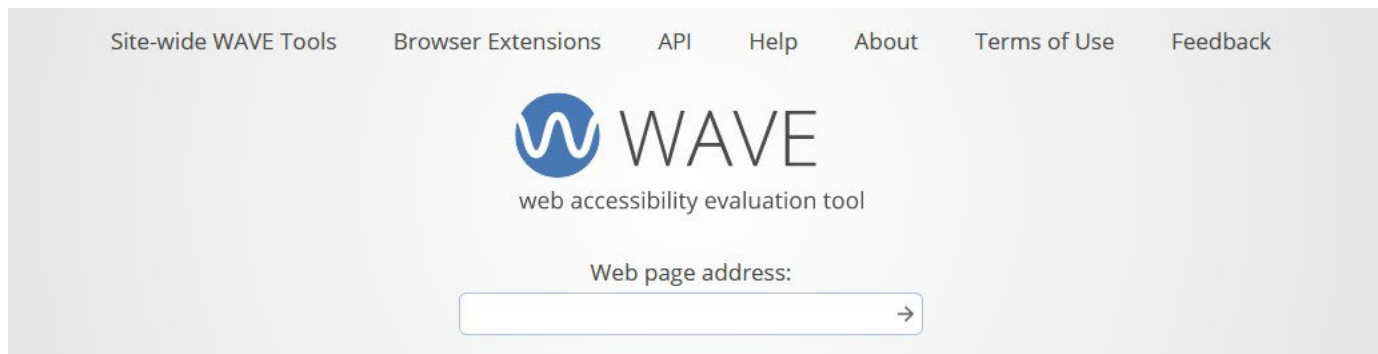 Site-wide WAVE Tools Browser Extensions API Help About Terms of Use Feedback
WAVE
web accessibility evaluation tool
Web page address: